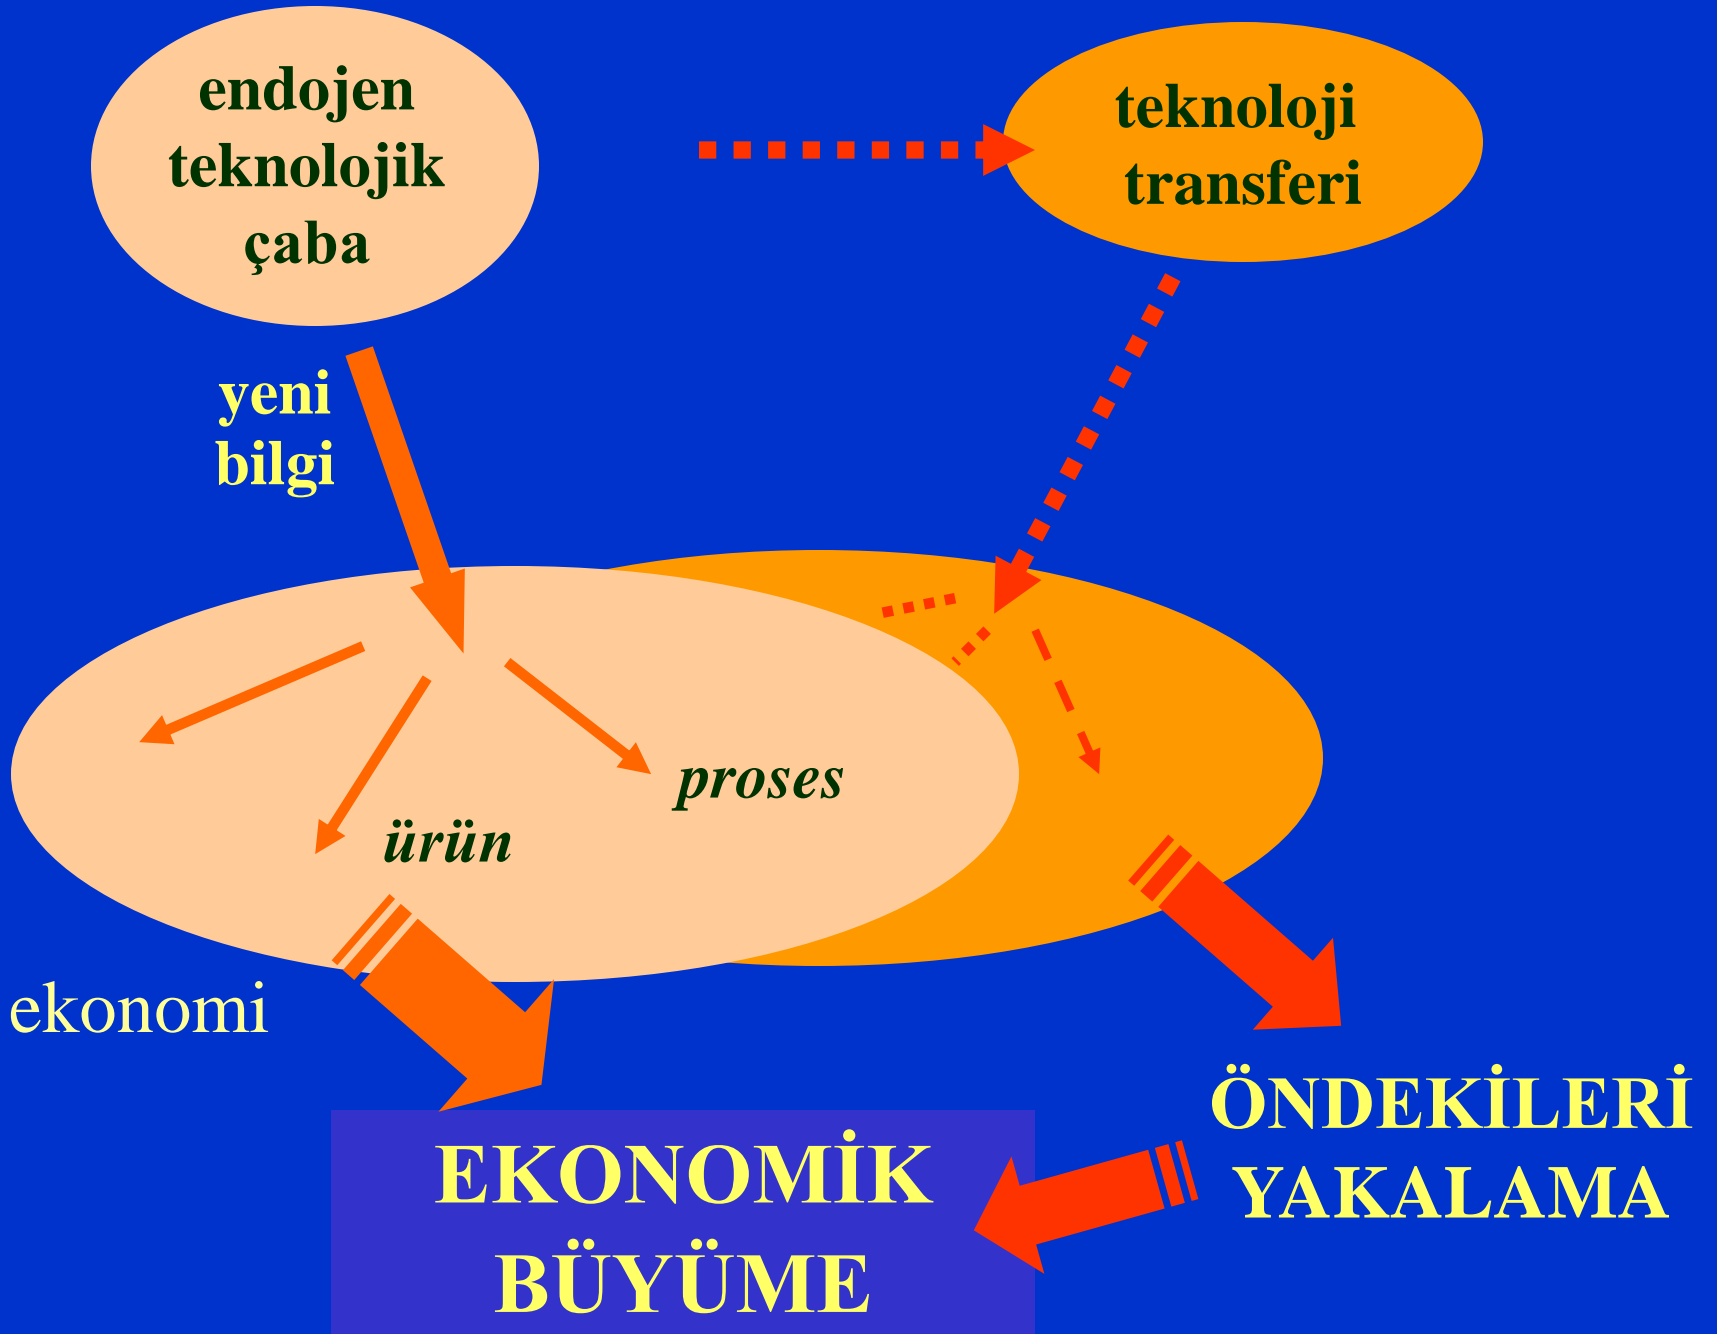 endojen
teknolojik
çaba
teknoloji
transferi
yeni
bilgi
proses
ürün
ekonomi
ÖNDEKİLERİ
YAKALAMA
EKONOMİK
BÜYÜME